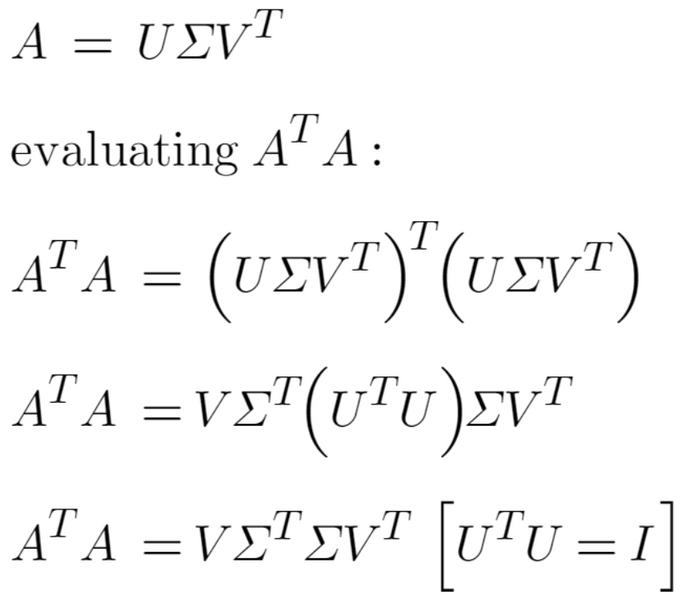 A = UΣV^T
evaluating A^T A :
A^T A = (UΣV^T)^T (UΣV^T)
A^T A = VΣ^T (U^T U) ΣV^T
A^T A = VΣ^T ΣV^T [U^T U = I]